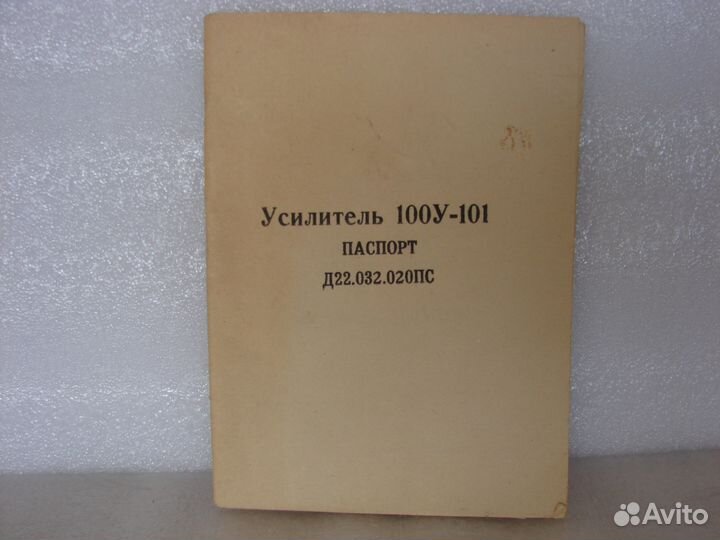 Усилитель 100У-101
ПАСПОРТ
Д22.032.020ПС
Avito